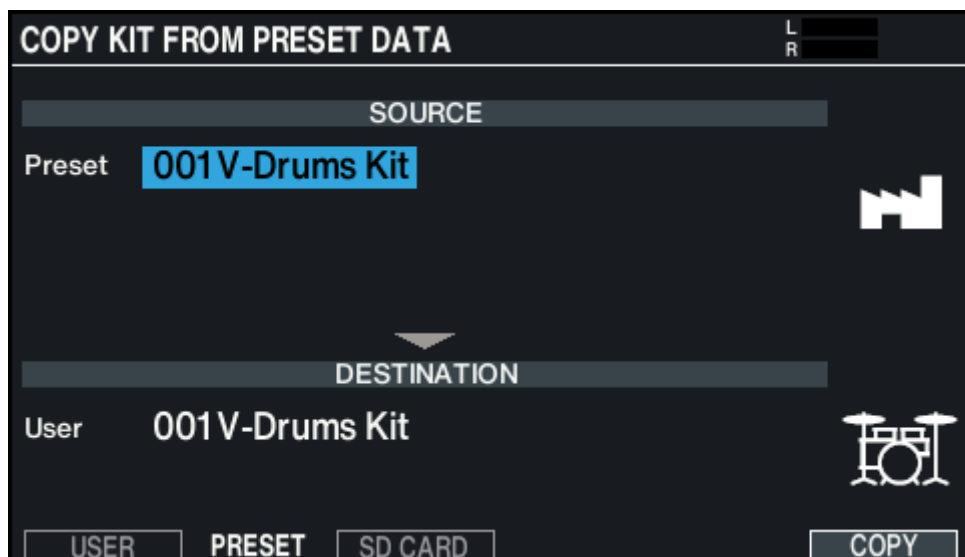 COPY KIT FROM PRESET DATA
L
R
SOURCE
Preset 001 V-Drums Kit
DESTINATION
User 001 V-Drums Kit
USER PRESET SD CARD COPY